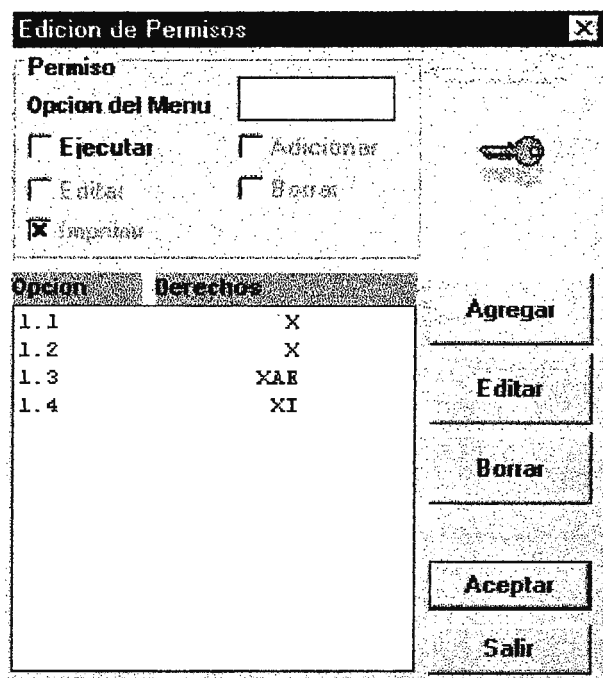 Edicion de Permisos
Permiso
Opcion del Menu
Ejecutar Adicionar
Editar Borrar
Imprimir
Opcion Derechos
1.1 X
1.2 X
1.3 XAE
1.4 XI
Agregar
Editar
Borrar
Aceptar
Salir